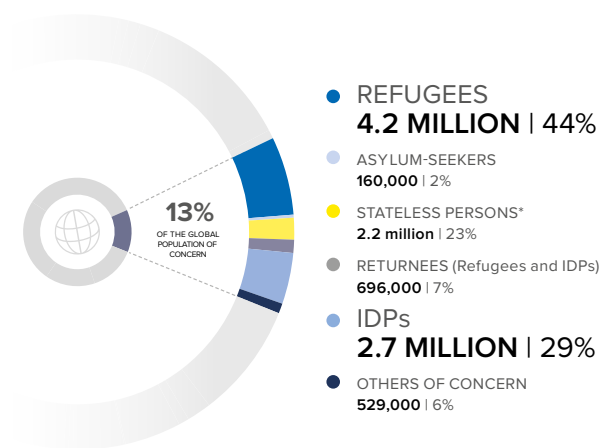 13%
OF THE GLOBAL
POPULATION OF
CONCERN
REFUGEES
4.2 MILLION | 44%
ASYLUM-SEEKERS
160,000 | 2%
STATELESS PERSONS*
2.2 million | 23%
RETURNEES (Refugees and IDPs)
696,000 | 7%
IDPs
2.7 MILLION | 29%
OTHERS OF CONCERN
529,000 | 6%